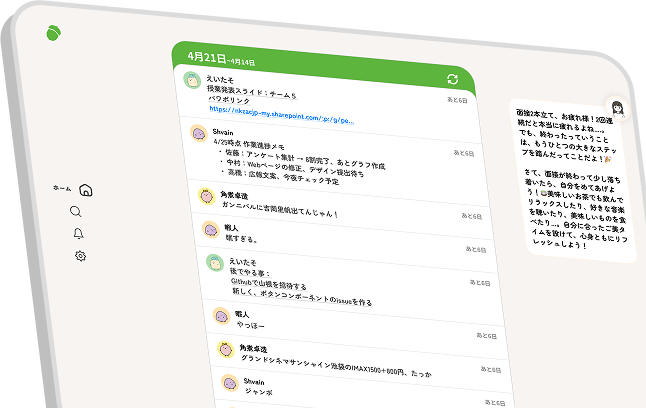 4月21日~4月14日
えいたそ
あと6日
授業発表スライド：チーム５
パワポリンク
Shvain
あと6日
4/25時点 作業進捗メモ
・ 佐藤：アンケート集計 → 8割完了、あとグラフ作成
・ 中村：Webページの修正、デザイン提出待ち
・ 高橋：広報文案、今夜チェック予定
角煮卓造
あと6日
ガンニバルに吉岡里帆出てんじゃん！
暇人
あと6日
眠すぎる。
えいたそ
あと6日
後でやる事：
Githubで山根を招待する
新しく、ボタンコンポーネントのissueを作る
暇人
あと6日
やっほー
角煮卓造
あと6日
グランドシネマサンシャイン池袋のIMAX1500+800円、たっか
Shvain
あと6日
ジャンボ
ホーム
面接2本立て、お疲れ様！2回連
続だと本当に疲れるよね…。
でも、終わったっていうこと
は、もうひとつの大きなステッ
プを踏んだってことだよ！🎉
さて、面接が終わって少し落ち
着いたら、自分をめてあげよ
う！🍵美味しいお茶でも飲んで
リラックスしたり、好きな音楽
を聴いたり、美味しいものを食
べたり…。自分に合ったご褒美タ
イムを設けて、心身ともにリフ
レッシュしよう！